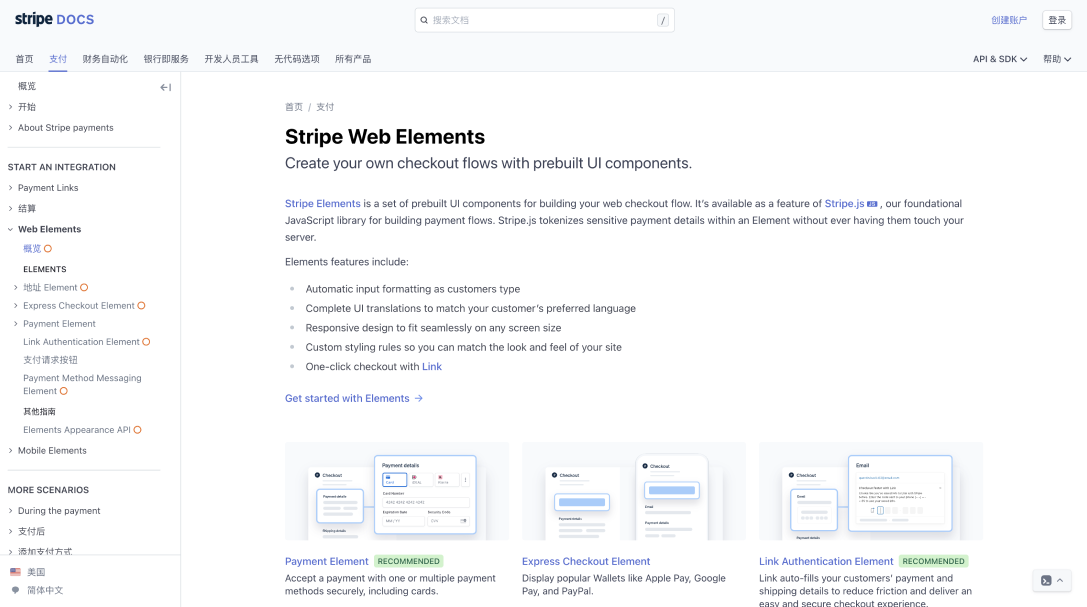 stripe DOCS
搜索文档
/
创建账户
登录
首页
支付
财务自动化
银行即服务
开发人员工具
无代码选项
所有产品
API & SDK
帮助
概览
开始
About Stripe payments
START AN INTEGRATION
Payment Links
结算
Web Elements
概览
ELEMENTS
地址 Element
Express Checkout Element
Payment Element
Link Authentication Element
支付请求按钮
Payment Method Messaging
Element
其他指南
Elements Appearance API
Mobile Elements
MORE SCENARIOS
During the payment
支付后
添加支付方式
美国
简体中文
首页 / 支付
Stripe Web Elements
Create your own checkout flows with prebuilt UI components.
Stripe Elements is a set of prebuilt UI components for building your web checkout flow. It's available as a feature of Stripe.js JS , our foundational
JavaScript library for building payment flows. Stripe.js tokenizes sensitive payment details within an Element without ever having them touch your
server.
Elements features include:
Automatic input formatting as customers type
Complete UI translations to match your customer's preferred language
Responsive design to fit seamlessly on any screen size
Custom styling rules so you can match the look and feel of your site
One-click checkout with Link
Get started with Elements →
Checkout
Payment details
Shipping details
Payment details
Card
Card Number
4242 4242 4242 4242
Expiration Date
Security Code
MM / YY
CVV
Checkout
Payment details
Checkout
Email
Payment details
Checkout
Email
Payment details
Email
Payment Element RECOMMENDED
Accept a payment with one or multiple payment
methods securely, including cards.
Express Checkout Element
Display popular Wallets like Apple Pay, Google
Pay, and PayPal.
Link Authentication Element RECOMMENDED
Link auto-fills your customers' payment and
shipping details to reduce friction and deliver an
easy and secure checkout experience.